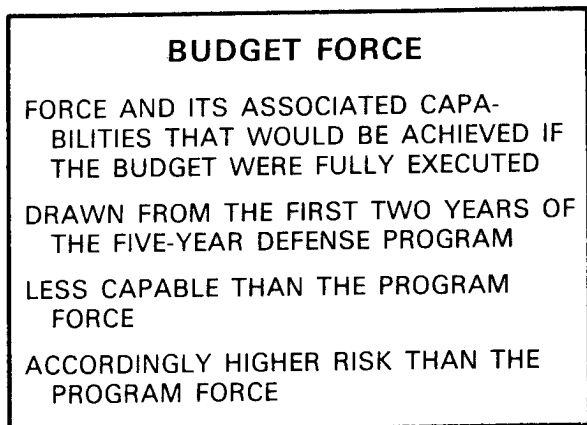 BUDGET FORCE
FORCE AND ITS ASSOCIATED CAPA-
BILITIES THAT WOULD BE ACHIEVED IF
THE BUDGET WERE FULLY EXECUTED
DRAWN FROM THE FIRST TWO YEARS OF
THE FIVE-YEAR DEFENSE PROGRAM
LESS CAPABLE THAN THE PROGRAM
FORCE
ACCORDINGLY HIGHER RISK THAN THE
PROGRAM FORCE